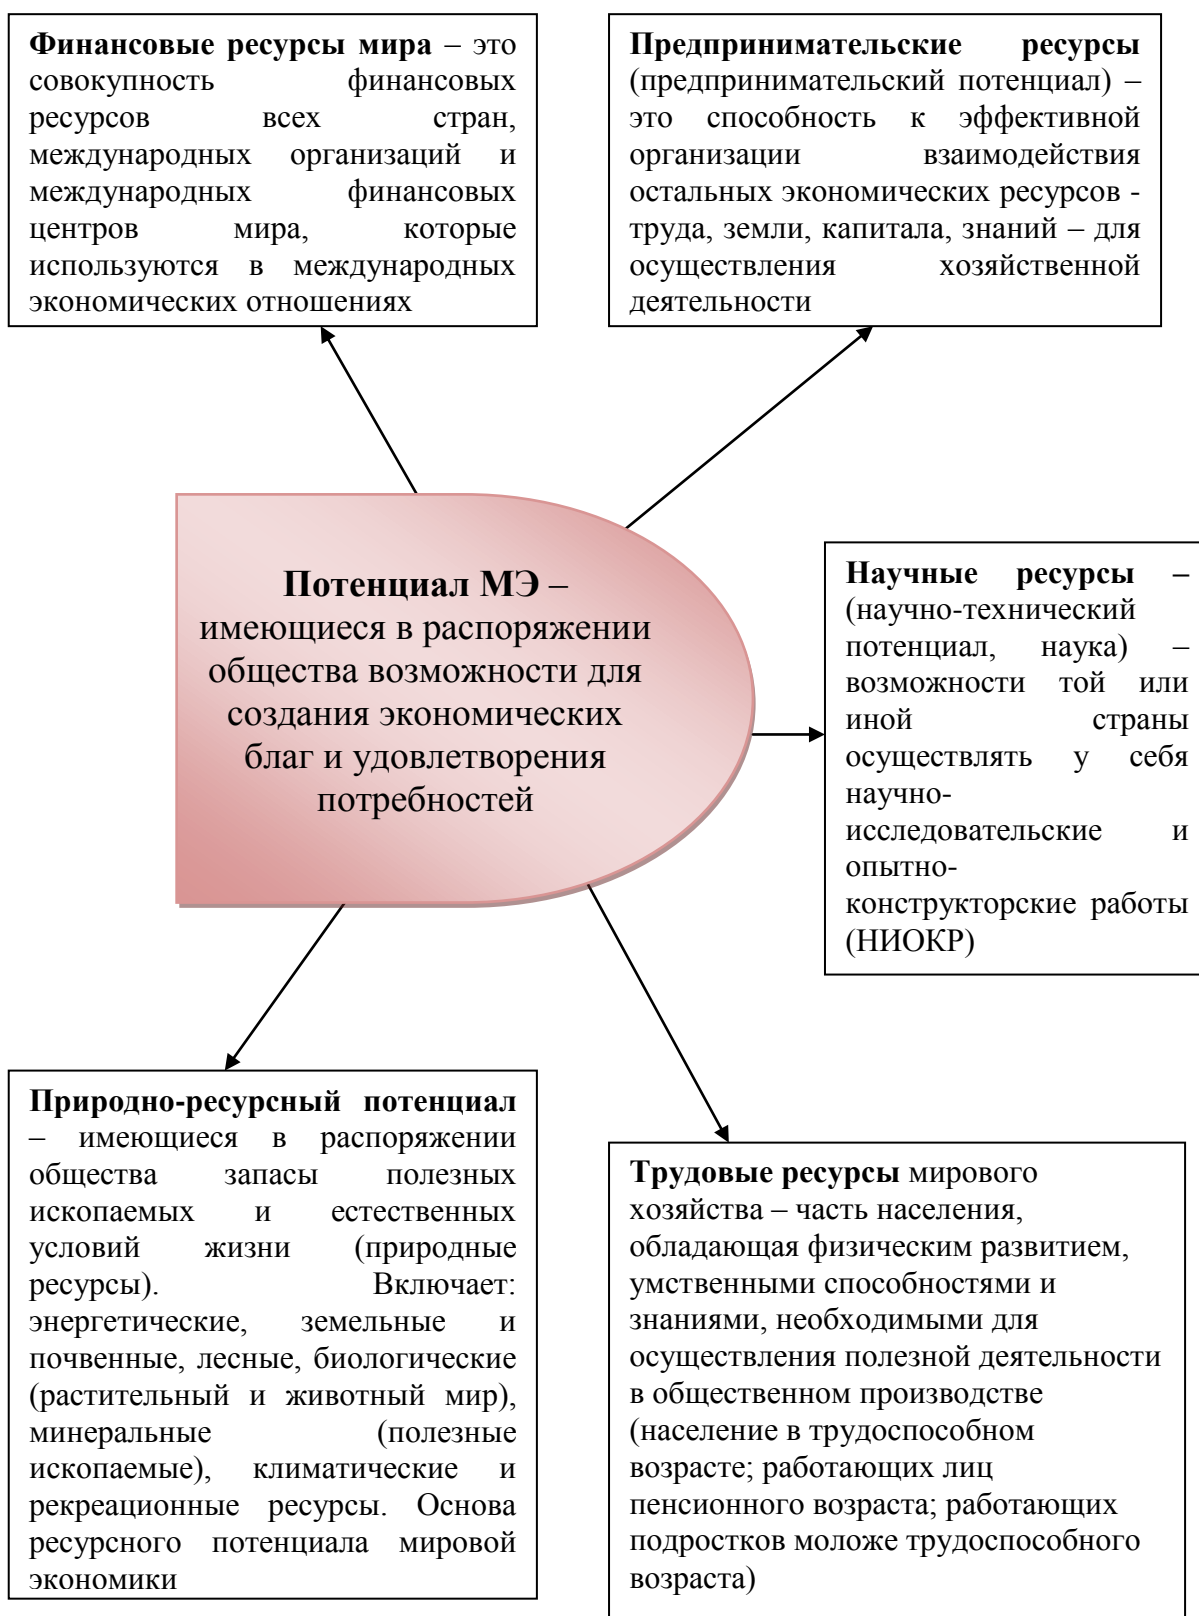 Финансовые ресурсы мира – это
совокупность финансовых
ресурсов всех стран,
международных организаций и
международных финансовых
центров мира, которые
используются в международных
экономических отношениях
Предпринимательские ресурсы
(предпринимательский потенциал) –
это способность к эффективной
организации взаимодействия
остальных экономических ресурсов -
труда, земли, капитала, знаний – для
осуществления хозяйственной
деятельности
Потенциал МЭ –
имеющиеся в распоряжении
общества возможности для
создания экономических
благ и удовлетворения
потребностей
Научные ресурсы –
(научно-технический
потенциал, наука) –
возможности той или
иной страны
осуществлять у себя
научно-
исследовательские и
опытно-
конструкторские работы
(НИОКР)
Природно-ресурсный потенциал
– имеющиеся в распоряжении
общества запасы полезных
ископаемых и естественных
условий жизни (природные
ресурсы). Включает:
энергетические, земельные и
почвенные, лесные, биологические
(растительный и животный мир),
минеральные (полезные
ископаемые), климатические и
рекреационные ресурсы. Основа
ресурсного потенциала мировой
экономики
Трудовые ресурсы мирового
хозяйства – часть населения,
обладающая физическим развитием,
умственными способностями и
знаниями, необходимыми для
осуществления полезной деятельности
в общественном производстве
(население в трудоспособном
возрасте; работающих лиц
пенсионного возраста; работающих
подростков моложе трудоспособного
возраста)